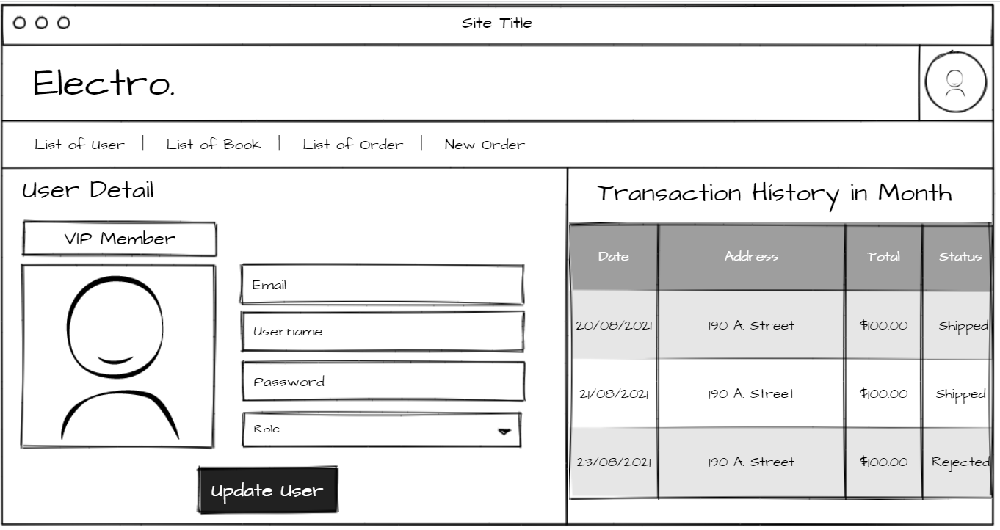 Site Title
Electro.
List of User | List of Book | List of Order | New Order
User Detail
VIP Member
Email
Username
Password
Role
Update User
Transaction History in Month
Date Address Total Status
20/08/2021 190 A. Street $100.00 Shipped
21/08/2021 190 A. Street $100.00 Shipped
23/08/2021 190 A. Street $100.00 Rejected